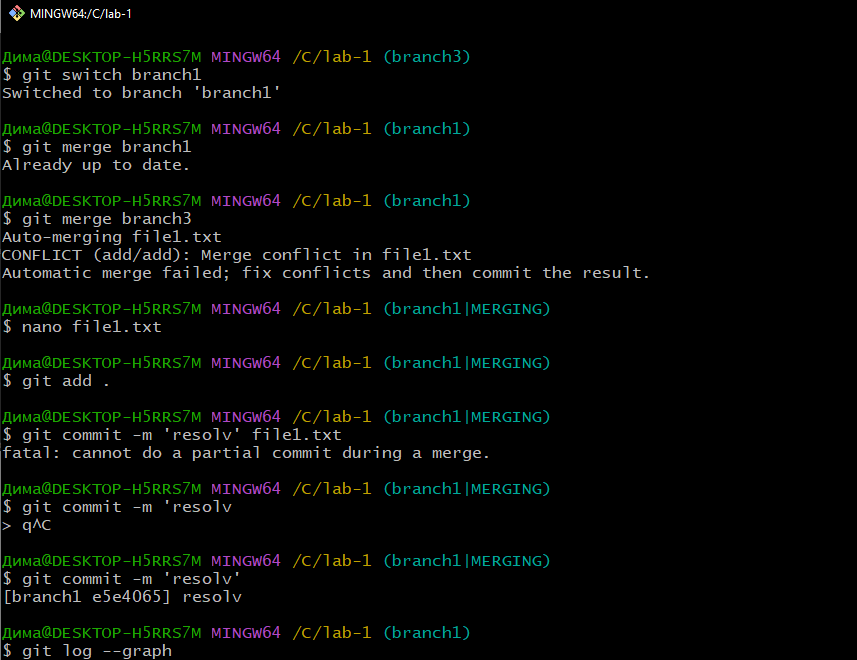 MINGW64:/C/lab-1
Дима@DESKTOP-H5RRS7M MINGW64 /C/lab-1 (branch3)
$ git switch branch1
Switched to branch 'branch1'
Дима@DESKTOP-H5RRS7M MINGW64 /C/lab-1 (branch1)
$ git merge branch1
Already up to date.
Дима@DESKTOP-H5RRS7M MINGW64 /C/lab-1 (branch1)
$ git merge branch3
Auto-merging file1.txt
CONFLICT (add/add): Merge conflict in file1.txt
Automatic merge failed; fix conflicts and then commit the result.
Дима@DESKTOP-H5RRS7M MINGW64 /C/lab-1 (branch1|MERGING)
$ nano file1.txt
Дима@DESKTOP-H5RRS7M MINGW64 /C/lab-1 (branch1|MERGING)
$ git add .
Дима@DESKTOP-H5RRS7M MINGW64 /C/lab-1 (branch1|MERGING)
$ git commit -m 'resolv' file1.txt
fatal: cannot do a partial commit during a merge.
Дима@DESKTOP-H5RRS7M MINGW64 /C/lab-1 (branch1|MERGING)
$ git commit -m 'resolv
> q^C
Дима@DESKTOP-H5RRS7M MINGW64 /C/lab-1 (branch1|MERGING)
$ git commit -m 'resolv'
[branch1 e5e4065] resolv
Дима@DESKTOP-H5RRS7M MINGW64 /C/lab-1 (branch1)
$ git log --graph